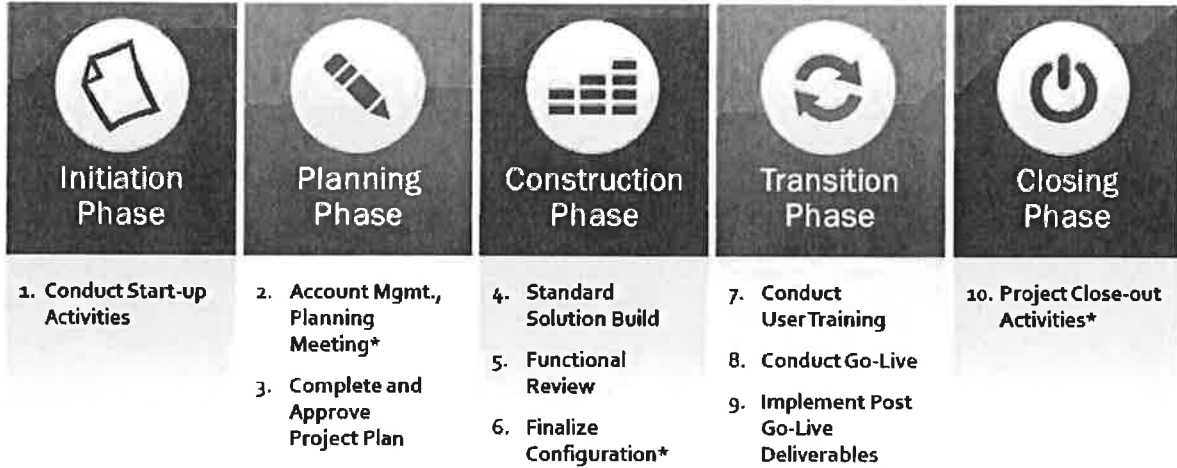 Initiation
Phase
Planning
Phase
Construction
Phase
Transition
Phase
Closing
Phase
1. Conduct Start-up
Activities
2. Account Mgmt.,
Planning
Meeting*
3. Complete and
Approve
Project Plan
4. Standard
Solution Build
5. Functional
Review
6. Finalize
Configuration*
7. Conduct
User Training
8. Conduct Go-Live
9. Implement Post
Go-Live
Deliverables
10. Project Close-out
Activities*